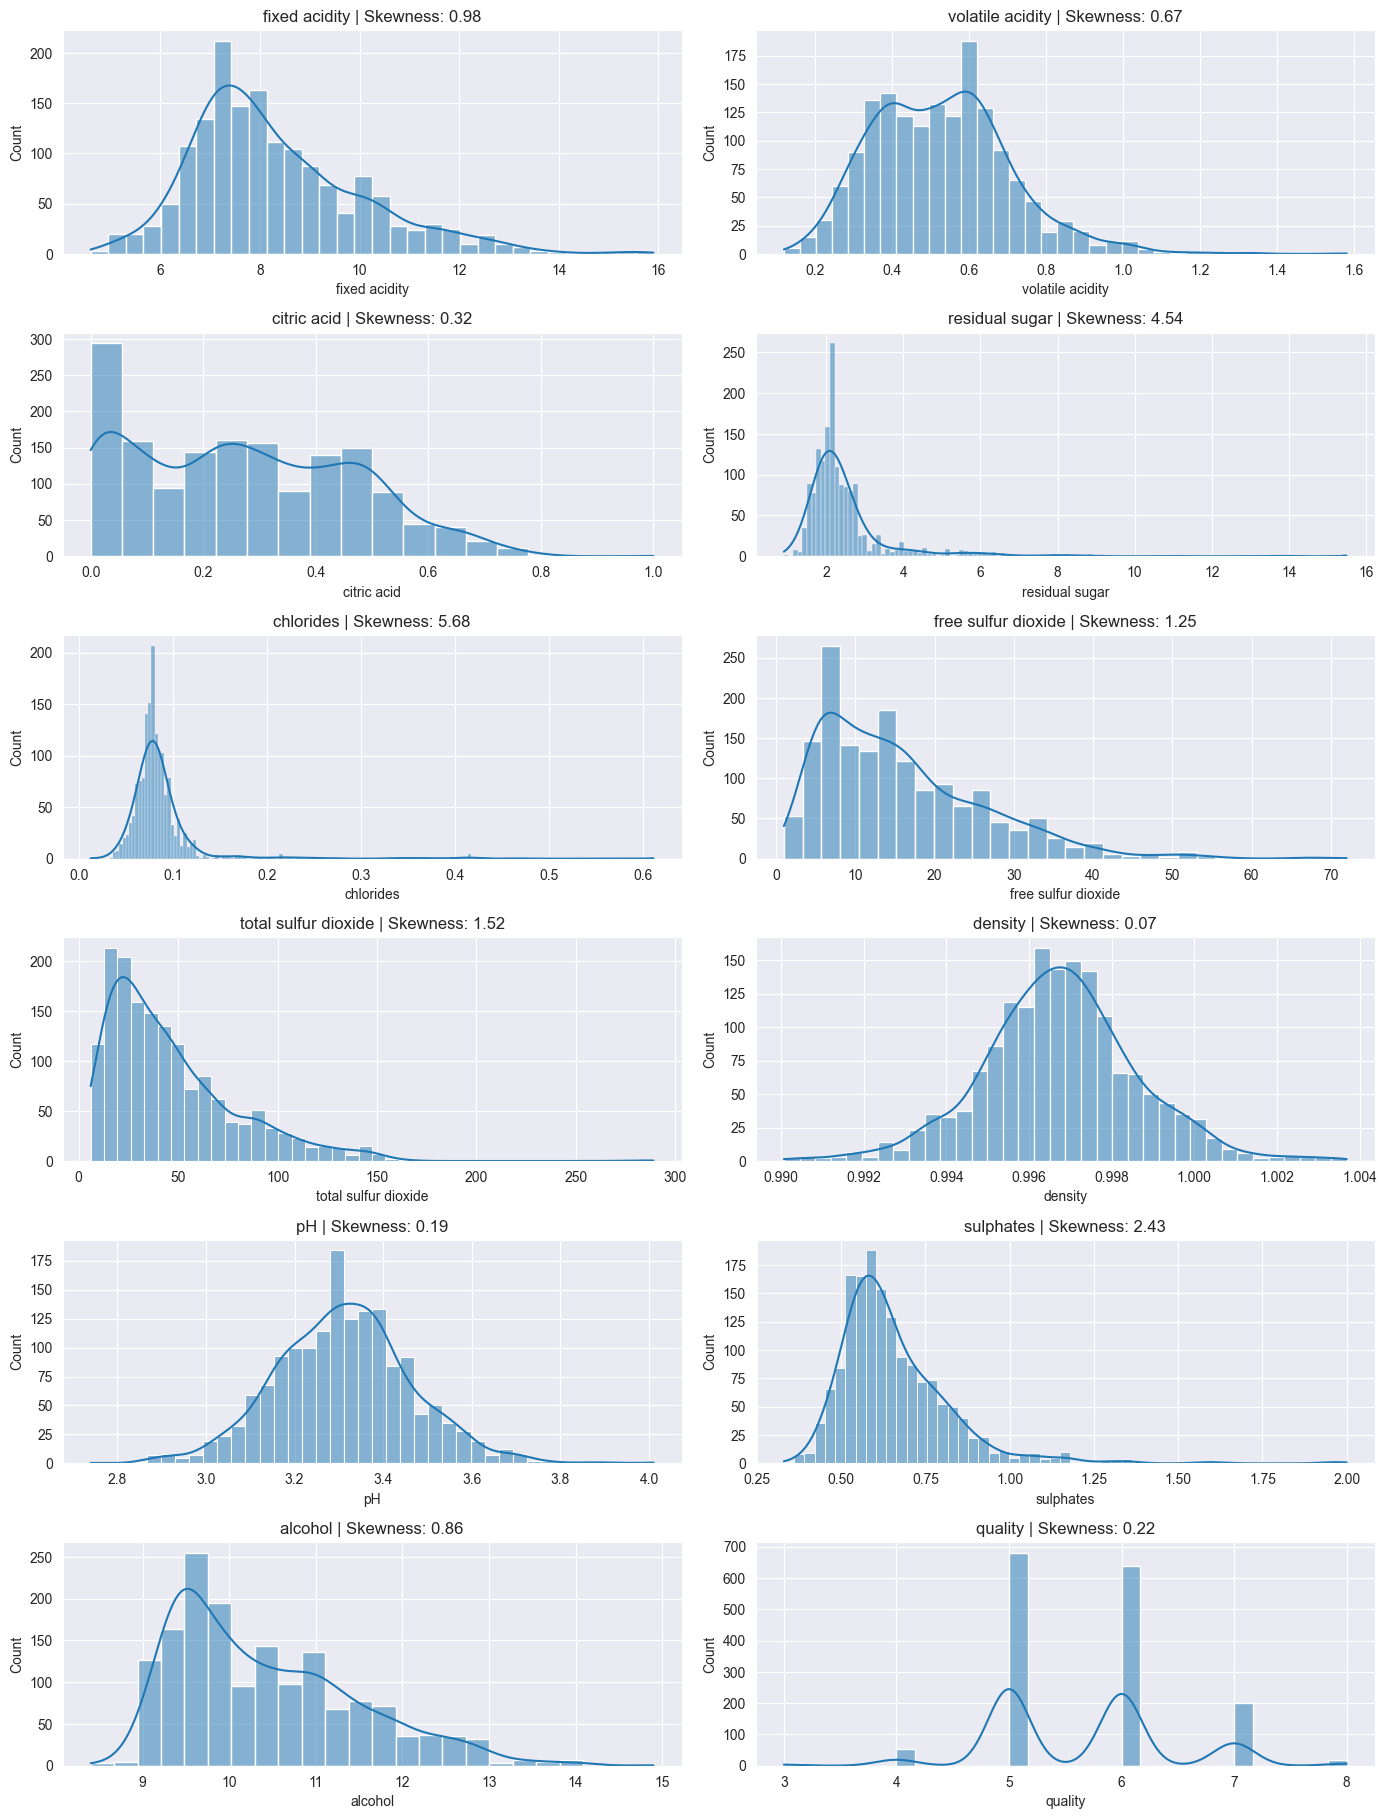 fixed acidity | Skewness: 0.98
200
150
100
50
0
Count
6 8 10 12 14 16
fixed acidity
volatile acidity | Skewness: 0.67
175
150
125
100
75
50
25
0
Count
0.2 0.4 0.6 0.8 1.0 1.2 1.4 1.6
volatile acidity
citric acid | Skewness: 0.32
300
250
200
150
100
50
0
Count
0.0 0.2 0.4 0.6 0.8 1.0
citric acid
residual sugar | Skewness: 4.54
250
200
150
100
50
0
Count
2 4 6 8 10 12 14 16
residual sugar
chlorides | Skewness: 5.68
200
150
100
50
0
Count
0.0 0.1 0.2 0.3 0.4 0.5 0.6
chlorides
free sulfur dioxide | Skewness: 1.25
250
200
150
100
50
0
Count
0 10 20 30 40 50 60 70
free sulfur dioxide
total sulfur dioxide | Skewness: 1.52
200
150
100
50
0
Count
0 50 100 150 200 250 300
total sulfur dioxide
density | Skewness: 0.07
150
125
100
75
50
25
0
Count
0.990 0.992 0.994 0.996 0.998 1.000 1.002 1.004
density
pH | Skewness: 0.19
175
150
125
100
75
50
25
0
Count
2.8 3.0 3.2 3.4 3.6 3.8 4.0
pH
sulphates | Skewness: 2.43
175
150
125
100
75
50
25
0
Count
0.25 0.50 0.75 1.00 1.25 1.50 1.75 2.00
sulphates
alcohol | Skewness: 0.86
250
200
150
100
50
0
Count
9 10 11 12 13 14 15
alcohol
quality | Skewness: 0.22
700
600
500
400
300
200
100
0
Count
3 4 5 6 7 8
quality